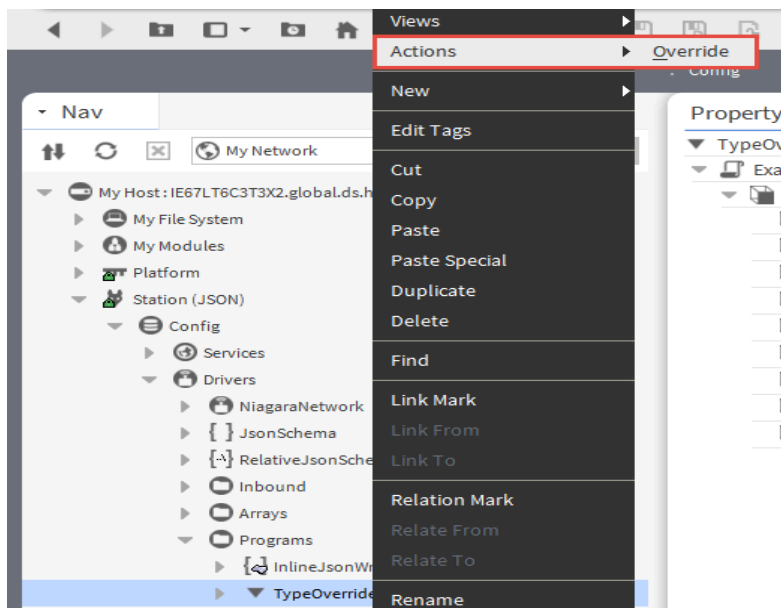 Views
Actions
Override
Config
New
Edit Tags
Cut
Copy
Paste
Paste Special
Duplicate
Delete
Find
Link Mark
Link From
Link To
Relation Mark
Relate From
Relate To
Rename
Nav
My Network
My Host : IE67LT6C3T3X2.global.ds.h
My File System
My Modules
Platform
Station (JSON)
Config
Services
Drivers
NiagaraNetwork
{ } JsonSchema
RelativeJsonSche
Inbound
Arrays
Programs
InlineJsonWr
TypeOverride
Property
TypeOv
Exa